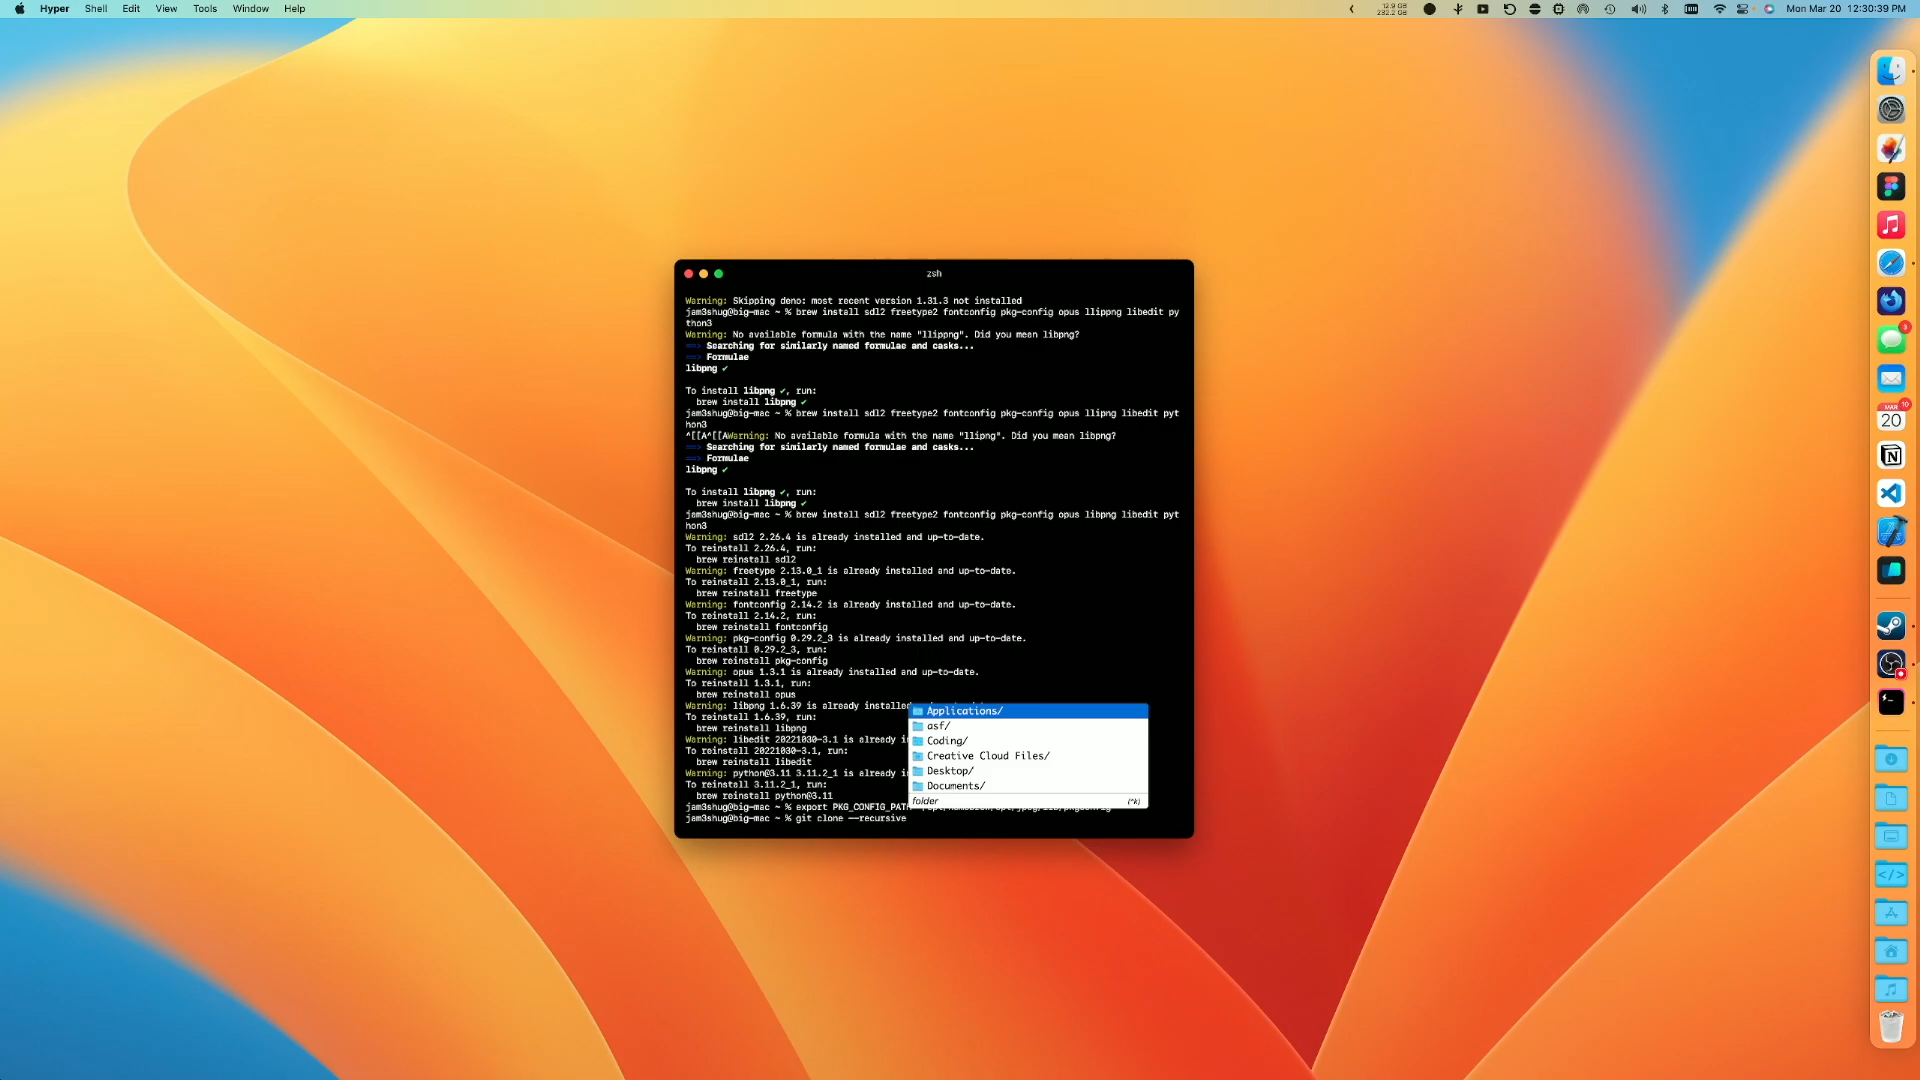 Hyper Shell Edit View Tools Window Help
12.9 GB
282.2 GB
Mon Mar 20 12:30:39 PM
zsh
Warning: Skipping deno: most recent version 1.31.3 not installed
jam3shug@big-mac ~ % brew install sdl2 freetype2 fontconfig pkg-config opus llippng libedit py
thon3
Warning: No available formula with the name "llippng". Did you mean libpng?
==> Searching for similarly named formulae and casks...
==> Formulae
libpng ✔
To install libpng ✔, run:
brew install libpng ✔
jam3shug@big-mac ~ % brew install sdl2 freetype2 fontconfig pkg-config opus llipng libedit pyt
hon3
^[[A^[[AWarning: No available formula with the name "llipng". Did you mean libpng?
==> Searching for similarly named formulae and casks...
==> Formulae
libpng ✔
To install libpng ✔, run:
brew install libpng ✔
jam3shug@big-mac ~ % brew install sdl2 freetype2 fontconfig pkg-config opus libpng libedit pyt
hon3
Warning: sdl2 2.26.4 is already installed and up-to-date.
To reinstall 2.26.4, run:
brew reinstall sdl2
Warning: freetype 2.13.0_1 is already installed and up-to-date.
To reinstall 2.13.0_1, run:
brew reinstall freetype
Warning: fontconfig 2.14.2 is already installed and up-to-date.
To reinstall 2.14.2, run:
brew reinstall fontconfig
Warning: pkg-config 0.29.2_3 is already installed and up-to-date.
To reinstall 0.29.2_3, run:
brew reinstall pkg-config
Warning: opus 1.3.1 is already installed and up-to-date.
To reinstall 1.3.1, run:
brew reinstall opus
Warning: libpng 1.6.39 is already installed
To reinstall 1.6.39, run:
brew reinstall libpng
Warning: libedit 20221030-3.1 is already i
To reinstall 20221030-3.1, run:
brew reinstall libedit
Warning: python@3.11 3.11.2_1 is already i
To reinstall 3.11.2_1, run:
brew reinstall python@3.11
jam3shug@big-mac ~ % export PKG_CONFIG_PATH
jam3shug@big-mac ~ % git clone --recursive
Applications/
asf/
Coding/
Creative Cloud Files/
Desktop/
Documents/
folder (^k)
3
MAR
10
20